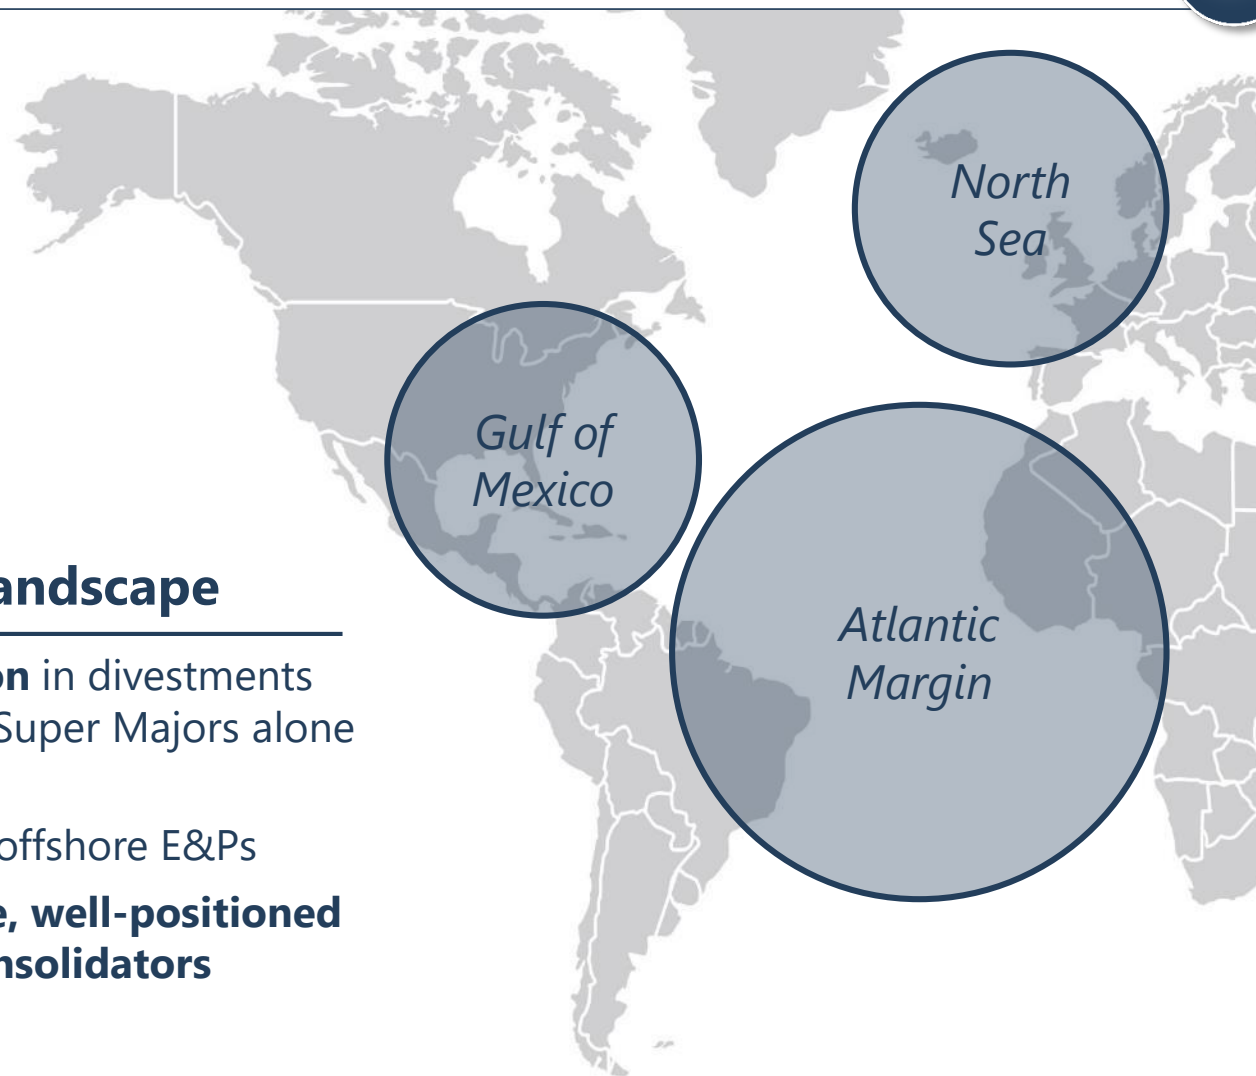 North
Sea
Gulf of
Mexico
Atlantic
Margin
andscape
on in divestments
Super Majors alone
offshore E&Ps
e, well-positioned
nsolidators